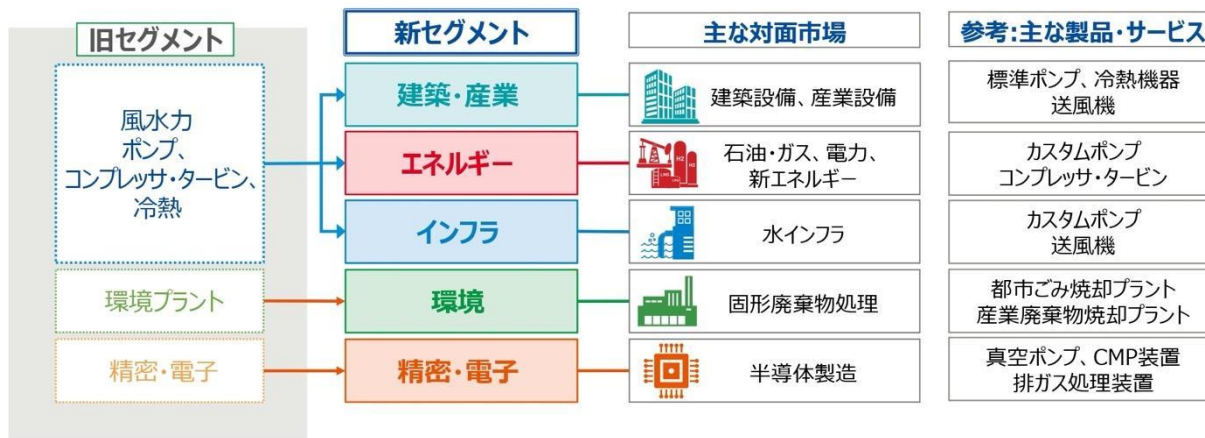 旧セグメント
新セグメント
主な対面市場
参考:主な製品・サービス
風水力
ポンプ、
コンプレッサ・タービン、
冷熱
建築・産業
建築設備、産業設備
標準ポンプ、冷熱機器
送風機
エネルギー
石油・ガス、電力、
新エネルギー
カスタムポンプ
コンプレッサ・タービン
インフラ
水インフラ
カスタムポンプ
送風機
環境プラント
環境
固形廃棄物処理
都市ごみ焼却プラント
産業廃棄物焼却プラント
精密・電子
精密・電子
半導体製造
真空ポンプ、CMP装置
排ガス処理装置